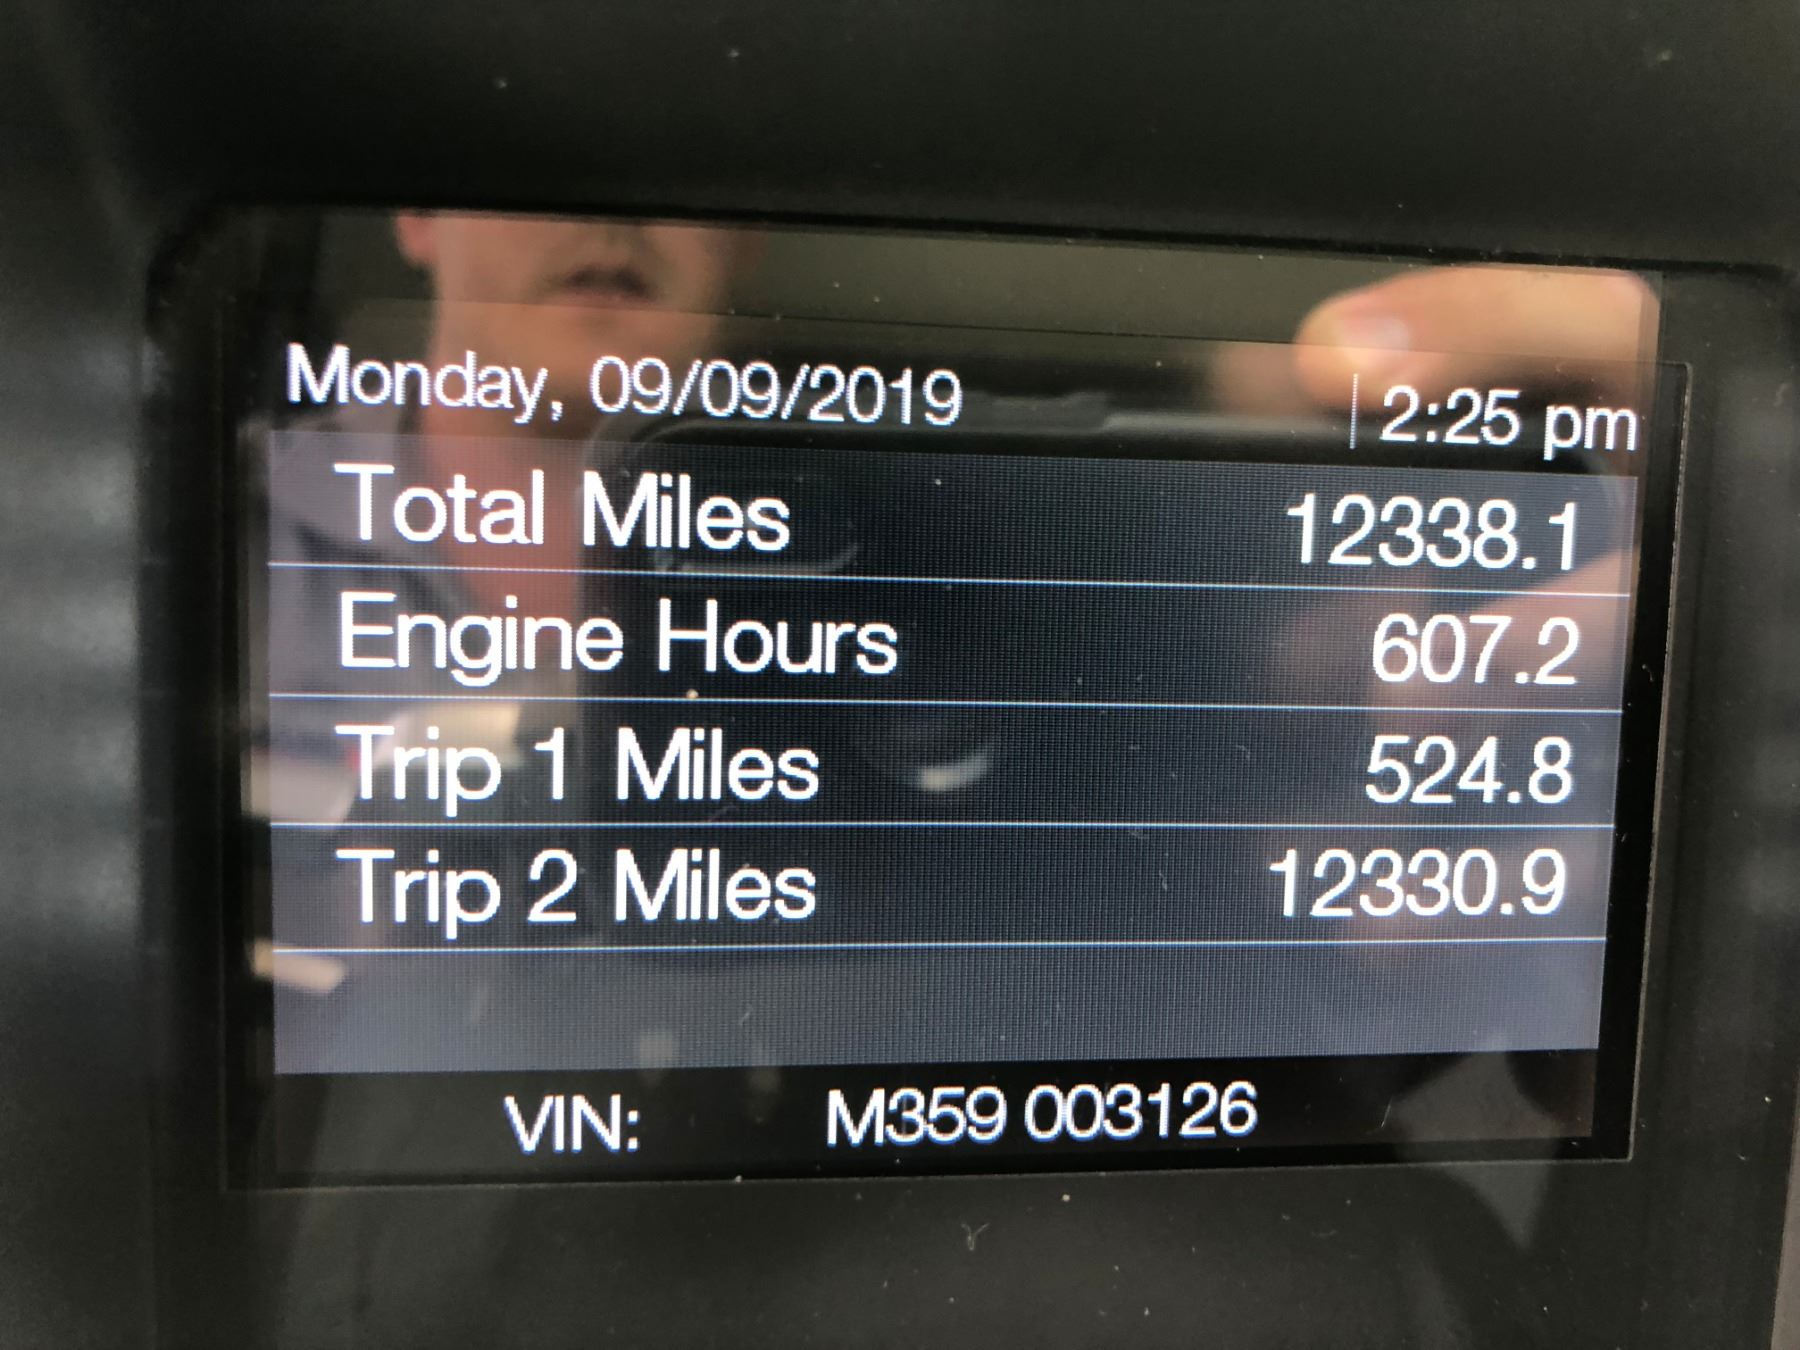 Monday, 09/09/2019 2:25 pm
Total Miles 12338.1
Engine Hours 607.2
Trip 1 Miles 524.8
Trip 2 Miles 12330.9
VIN: M359 003126